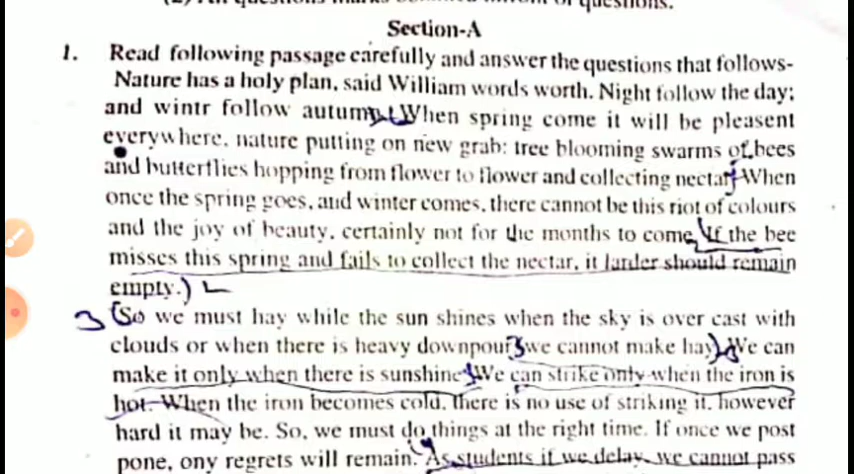 questions.
Section-A
1. Read following passage carefully and answer the questions that follows-
Nature has a holy plan, said William words worth. Night follow the day;
and wintr follow autump. When spring come it will be pleasent
everywhere, nature putting on new grab; tree blooming swarms of bees
and butterflies hopping from flower to flower and collecting nectar. When
once the spring goes, and winter comes, there cannot be this riot of colours
and the joy of beauty, certainly not for the months to come. If the bee
misses this spring and fails to collect the nectar, it larder should remain
empty.)
3 (So we must hay while the sun shines when the sky is over cast with
clouds or when there is heavy downpour we cannot make hay) We can
make it only when there is sunshine. We can strike only when the iron is
hot. When the iron becomes cold, there is no use of striking it, however
hard it may be. So, we must do things at the right time. If once we post
pone, ony regrets will remain. As students if we delay, we cannot pass